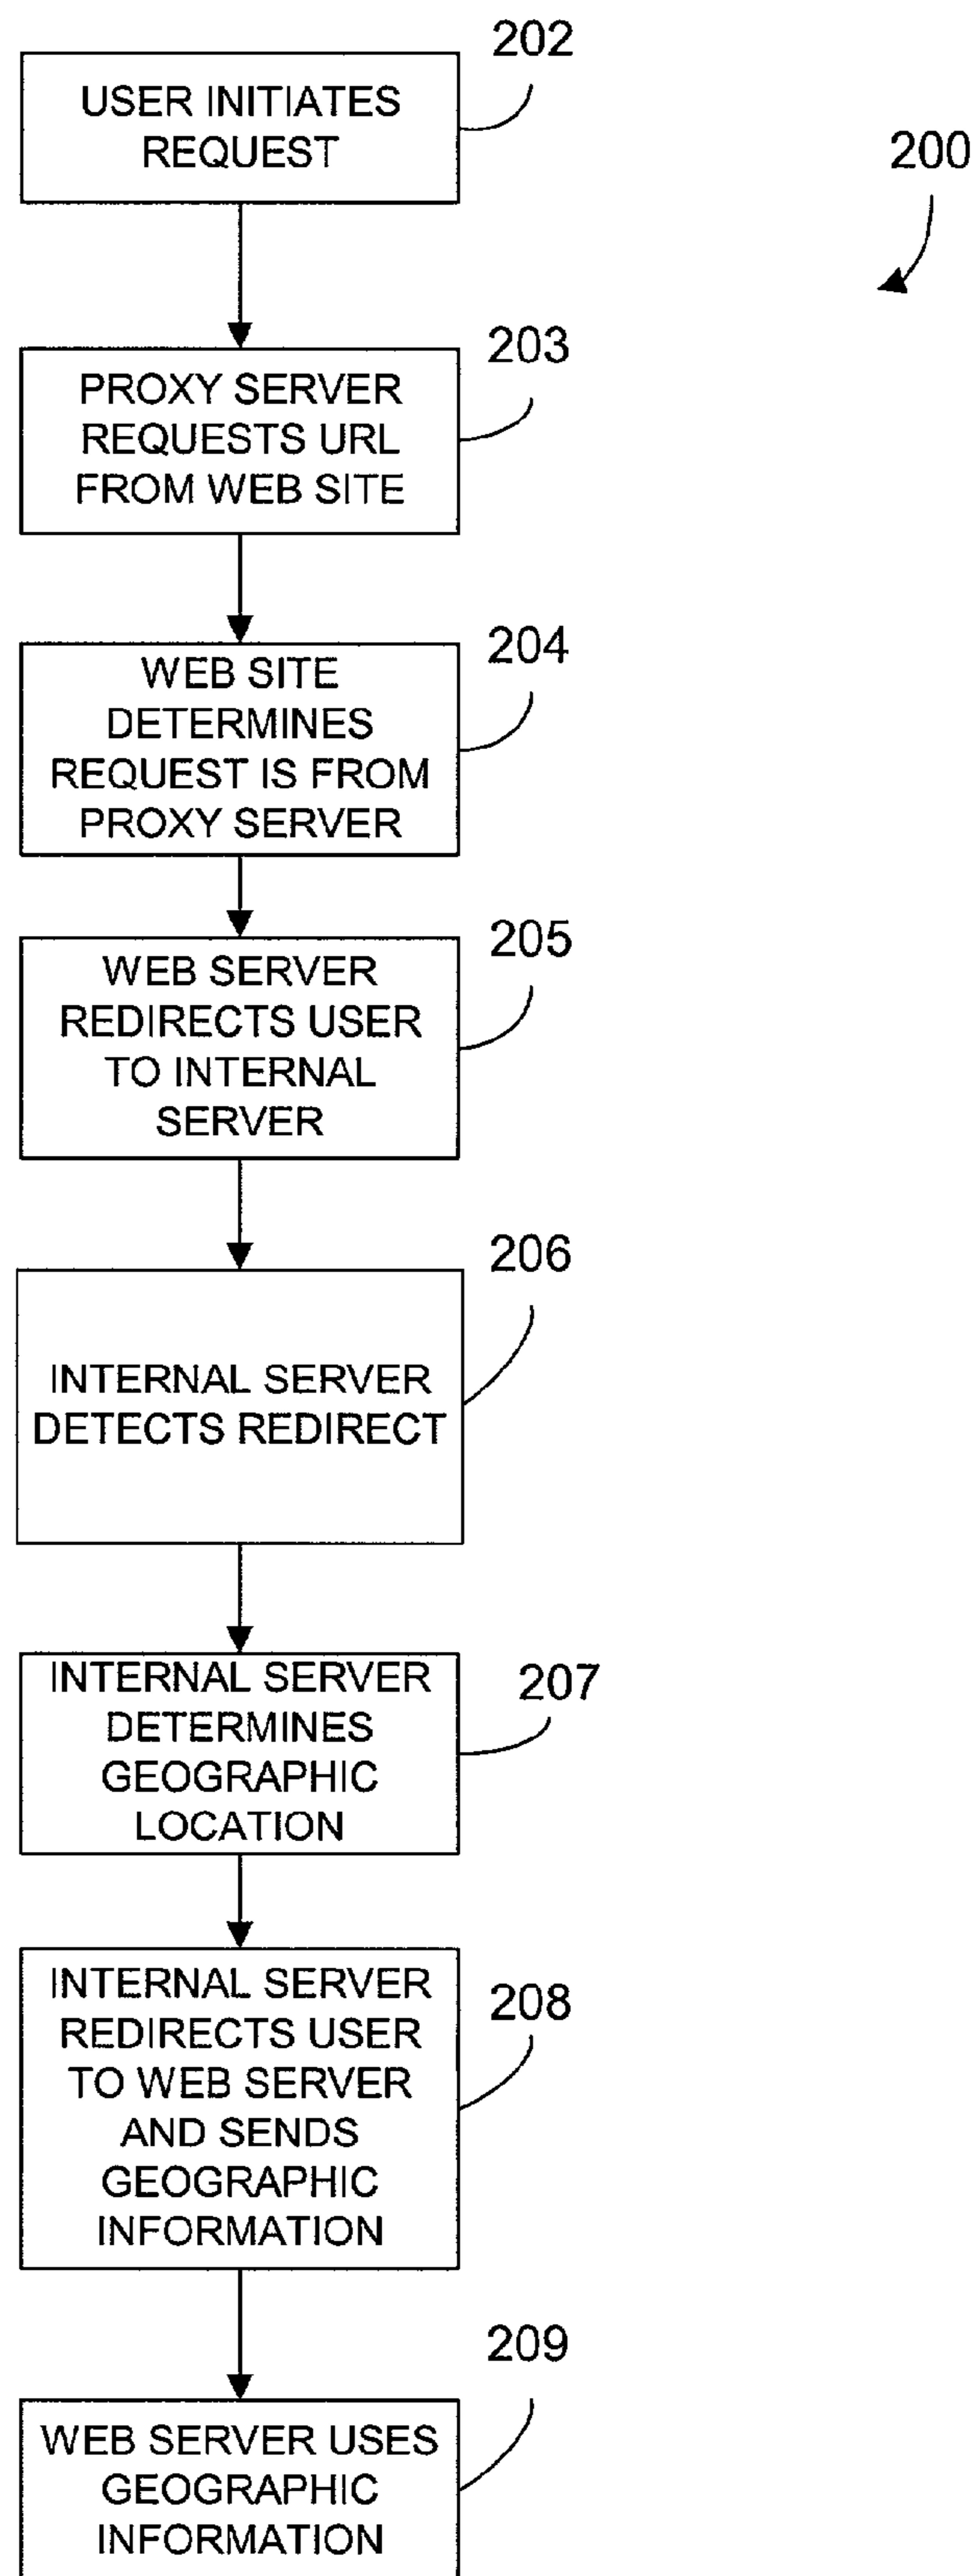 202
USER INITIATES
REQUEST
200
203
PROXY SERVER
REQUESTS URL
FROM WEB SITE
204
WEB SITE
DETERMINES
REQUEST IS FROM
PROXY SERVER
205
WEB SERVER
REDIRECTS USER
TO INTERNAL
SERVER
206
INTERNAL SERVER
DETECTS REDIRECT
207
INTERNAL SERVER
DETERMINES
GEOGRAPHIC
LOCATION
208
INTERNAL SERVER
REDIRECTS USER
TO WEB SERVER
AND SENDS
GEOGRAPHIC
INFORMATION
209
WEB SERVER USES
GEOGRAPHIC
INFORMATION